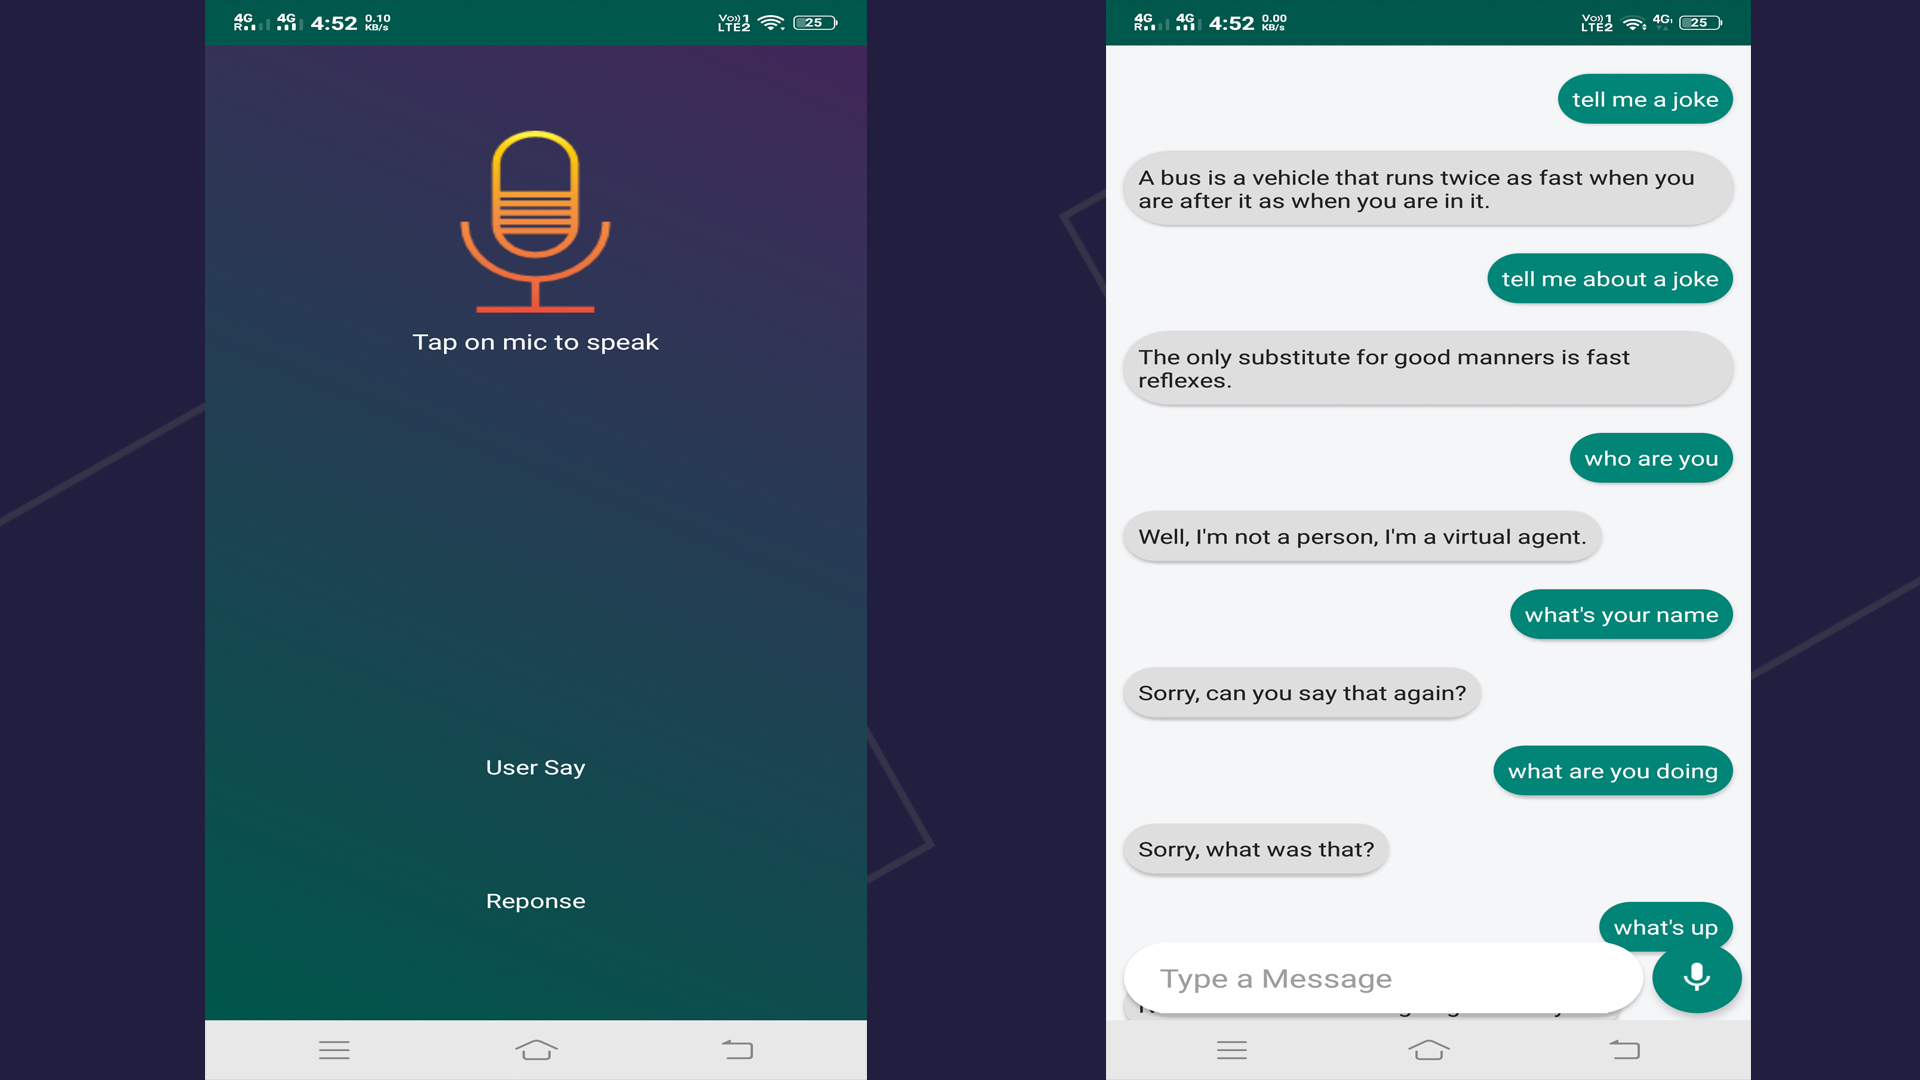 4G 4G 4:52 0.10
R KB/s
Vo)) 1
LTE2 25
Tap on mic to speak
User Say
Reponse
4G 4G 4:52 0.00
R KB/s
Vo)) 1 4G
LTE2 25
tell me a joke
A bus is a vehicle that runs twice as fast when you
are after it as when you are in it.
tell me about a joke
The only substitute for good manners is fast
reflexes.
who are you
Well, I'm not a person, I'm a virtual agent.
what's your name
Sorry, can you say that again?
what are you doing
Sorry, what was that?
what's up
Type a Message